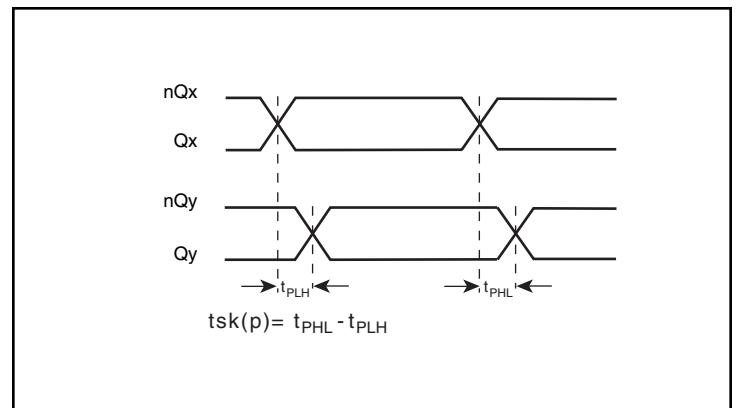 nQx
Qx
nQy
Qy
tPLH tPHL
tsk(p)= tPHL - tPLH